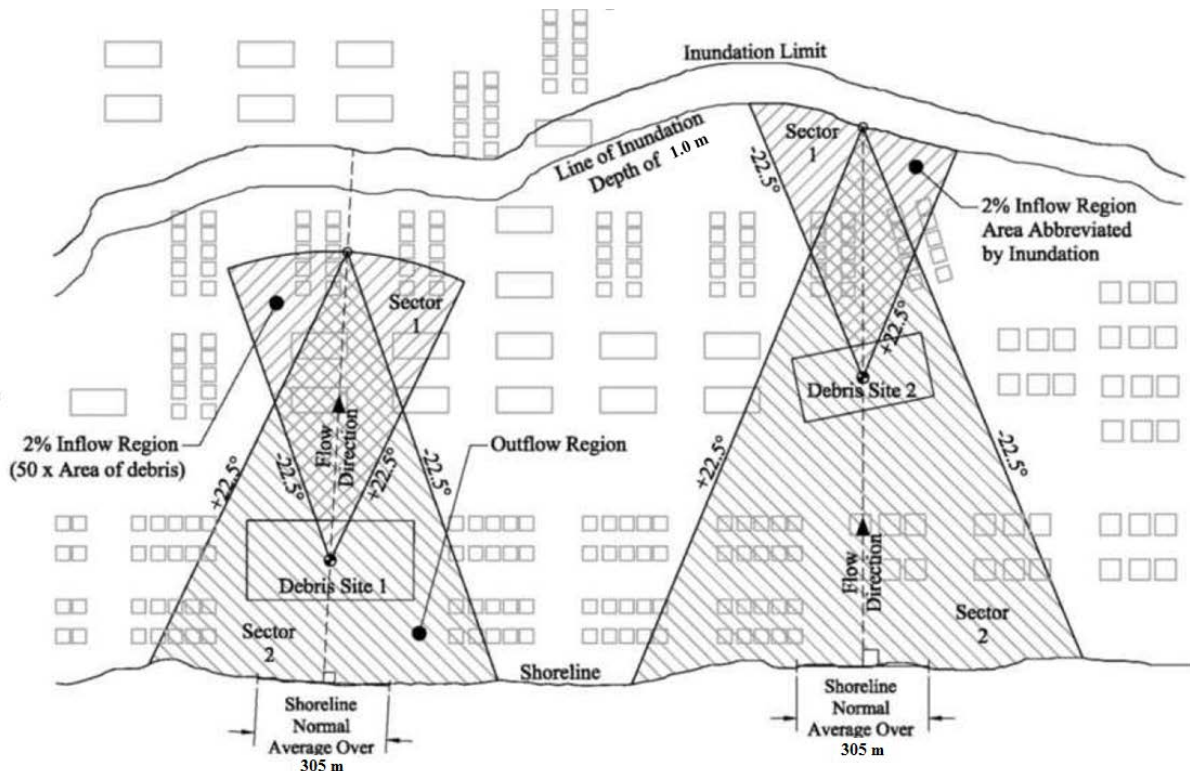 Inundation Limit
Line of Inundation
Depth of 1.0 m
Sector
1
-22.5°
2% Inflow Region
Area Abbreviated
by Inundation
+22.5°
Debris Site 2
Sector
1
2% Inflow Region
(50 x Area of debris)
+22.5°
-22.5°
Flow
Direction
+22.5°
-22.5°
Outflow Region
+22.5°
-22.5°
Flow
Direction
Debris Site 1
Sector
2
Sector
2
Shoreline
Shoreline
Normal
Average Over
305 m
Shoreline
Normal
Average Over
305 m